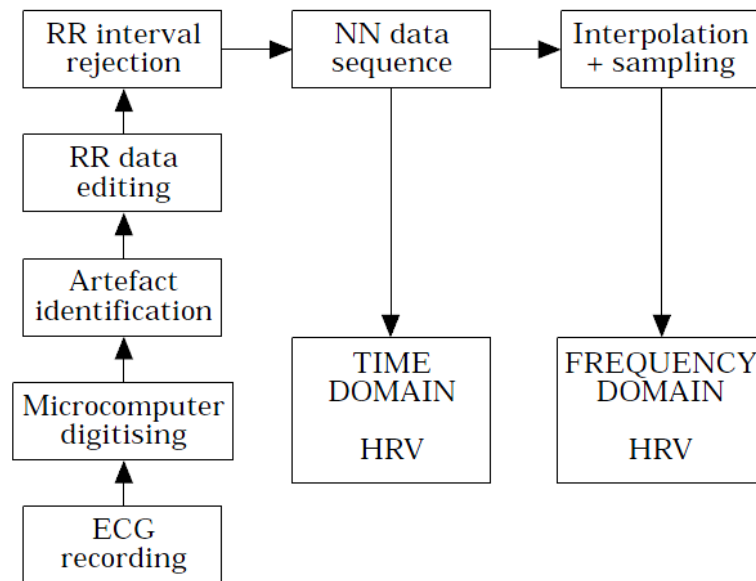 RR interval
rejection
NN data
sequence
Interpolation
+ sampling
RR data
editing
Artefact
identification
Microcomputer
digitising
ECG
recording
TIME
DOMAIN
HRV
FREQUENCY
DOMAIN
HRV